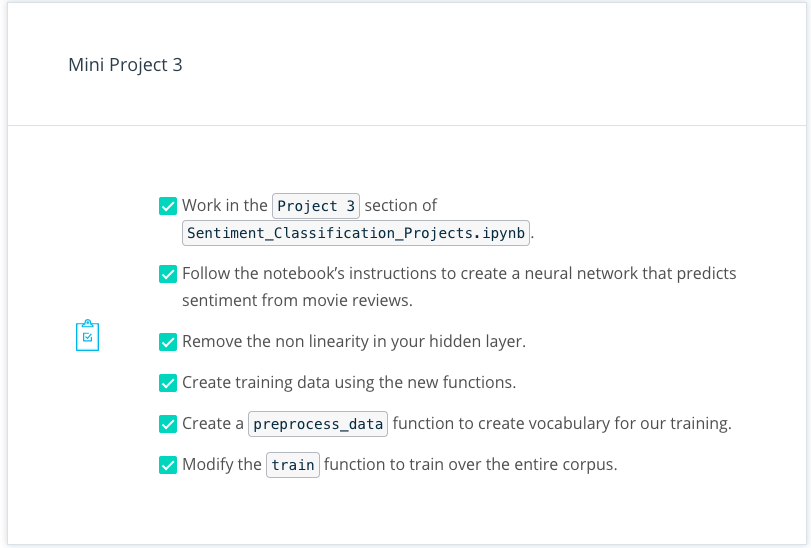 Mini Project 3
Work in the Project 3 section of
Sentiment_Classification_Projects.ipynb.
Follow the notebook’s instructions to create a neural network that predicts
sentiment from movie reviews.
Remove the non linearity in your hidden layer.
Create training data using the new functions.
Create a preprocess_data function to create vocabulary for our training.
Modify the train function to train over the entire corpus.